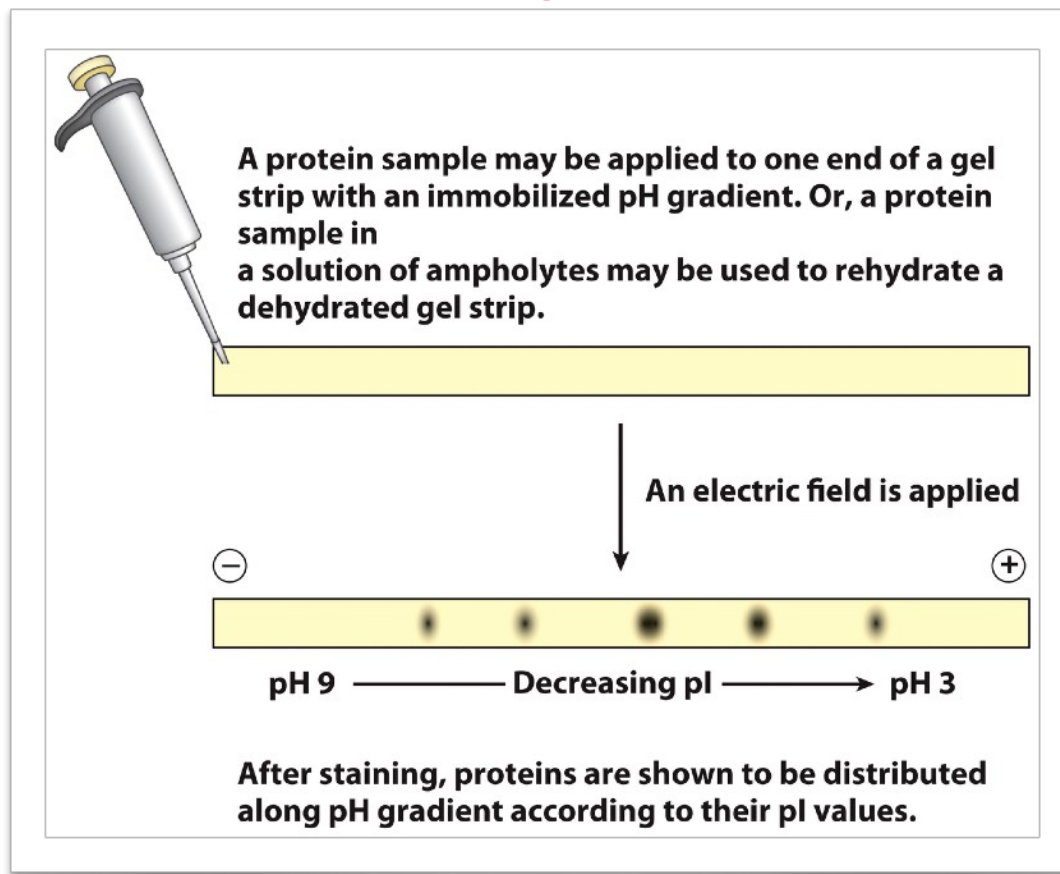 A protein sample may be applied to one end of a gel
strip with an immobilized pH gradient. Or, a protein
sample in
a solution of ampholytes may be used to rehydrate a
dehydrated gel strip.
An electric field is applied
− +
pH 9 Decreasing pI pH 3
After staining, proteins are shown to be distributed
along pH gradient according to their pI values.